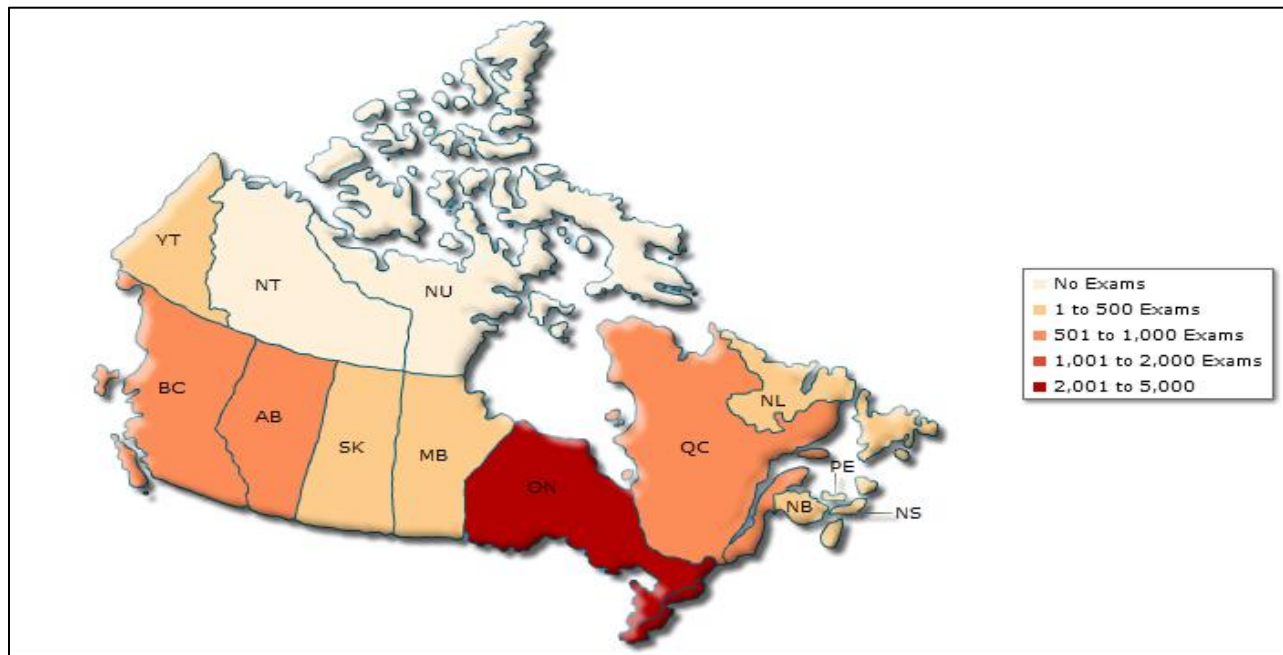 YT
NT
NU
BC
AB
SK
MB
ON
QC
NL
PE
NB
NS
No Exams
1 to 500 Exams
501 to 1,000 Exams
1,001 to 2,000 Exams
2,001 to 5,000